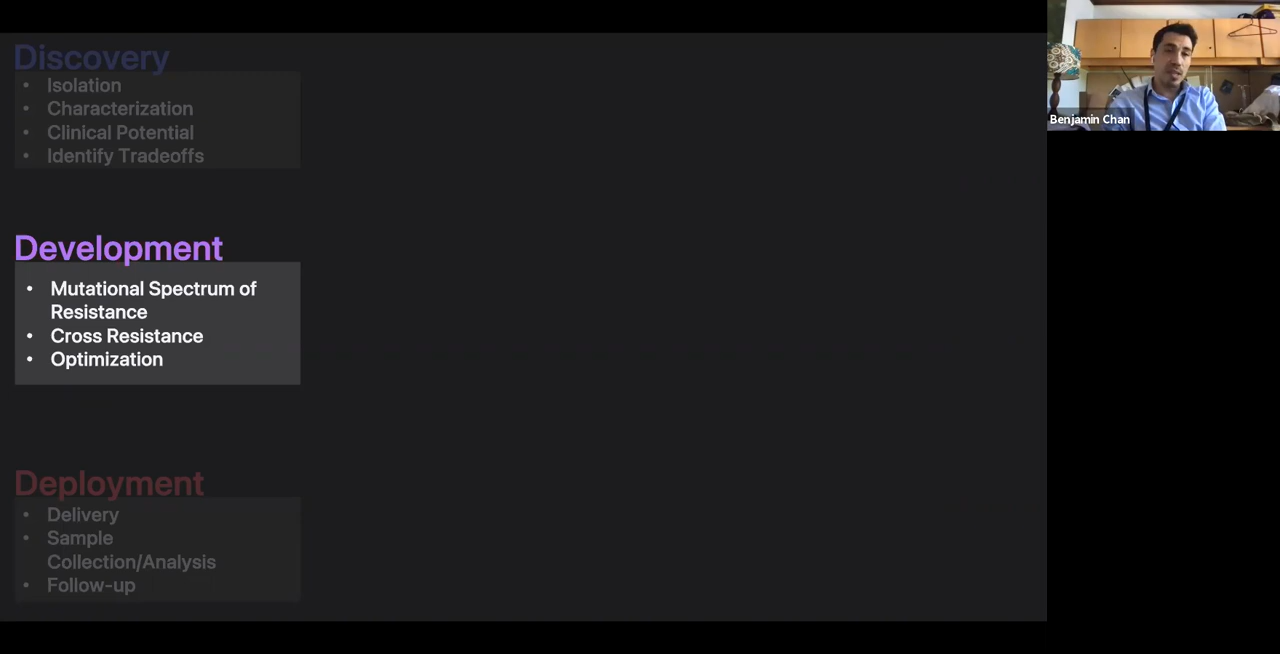 Discovery
• Isolation
• Characterization
• Clinical Potential
• Identify Tradeoffs
Development
• Mutational Spectrum of
Resistance
• Cross Resistance
• Optimization
Deployment
• Delivery
• Sample
Collection/Analysis
• Follow-up
Benjamin Chan